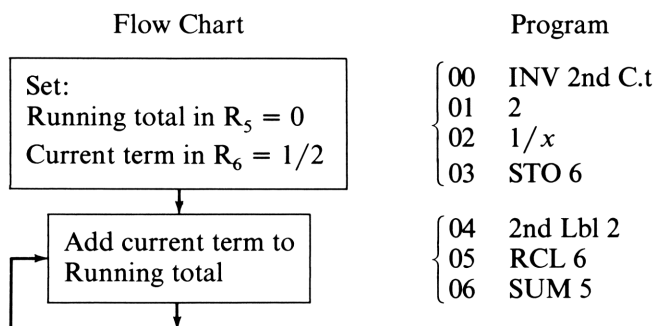 Flow Chart
Set:
Running total in R₅ = 0
Current term in R₆ = 1/2
Add current term to
Running total
Program
00 INV 2nd C.t
01 2
02 1/x
03 STO 6
04 2nd Lbl 2
05 RCL 6
06 SUM 5